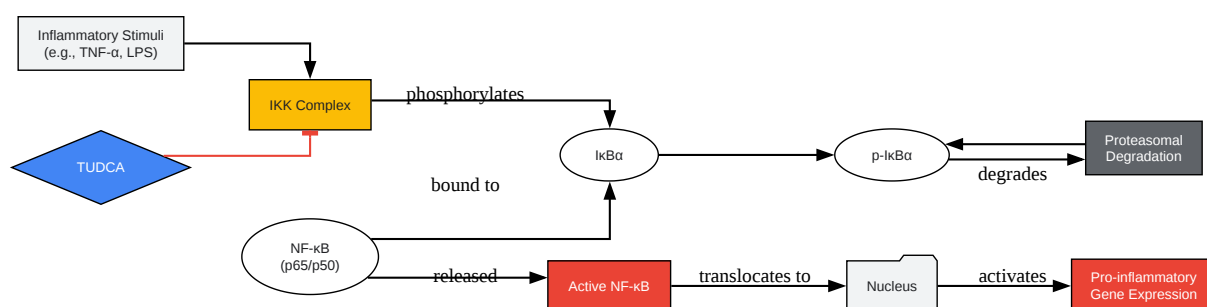 Inflammatory Stimuli
(e.g., TNF-α, LPS)
IKK Complex
phosphorylates
TUDCA
IκBα
p-IκBα
Proteasomal
Degradation
degrades
bound to
NF-κB
(p65/p50)
released
Active NF-κB
translocates to
Nucleus
activates
Pro-inflammatory
Gene Expression